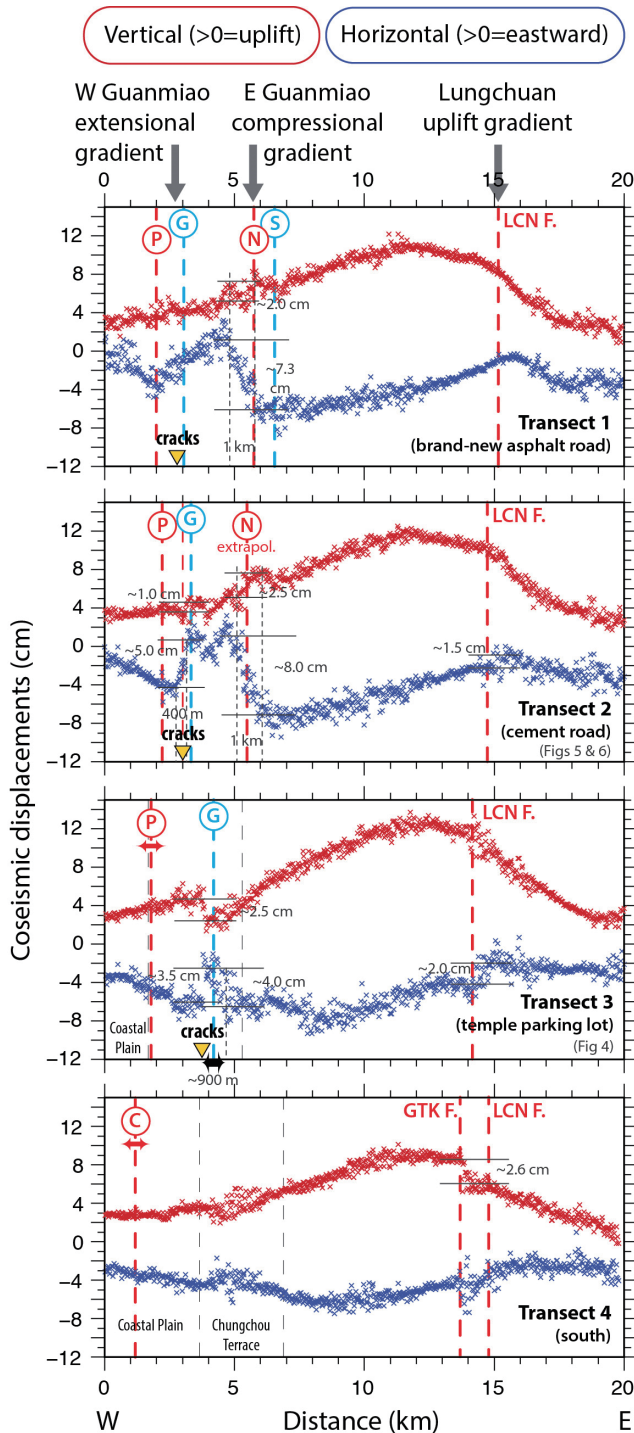 Vertical (>0=uplift)
Horizontal (>0=eastward)
W Guanmiao
extensional
gradient
E Guanmiao
compressional
gradient
Lungchuan
uplift gradient
0 5 10 15 20
P G N S LCN F.
12
8
4
0
−4
−8
−12
~2.0 cm
~7.3
cm
1 km
cracks
Transect 1
(brand-new asphalt road)
P G N LCN F.
extrapol.
12
8
4
0
−4
−8
−12
~1.0 cm
~2.5 cm
~5.0 cm
~8.0 cm
~1.5 cm
400 m
cracks
1 km
Transect 2
(cement road)
(Figs 5 & 6)
P G LCN F.
12
8
4
0
−4
−8
−12
~2.5 cm
~3.5 cm
~4.0 cm
~2.0 cm
Coastal
Plain
cracks
~900 m
Transect 3
(temple parking lot)
(Fig 4)
C GTK F. LCN F.
12
8
4
0
−4
−8
−12
~2.6 cm
Coastal Plain
Chungchou
Terrace
Transect 4
(south)
0 5 10 15 20
W Distance (km) E
Coseismic displacements (cm)